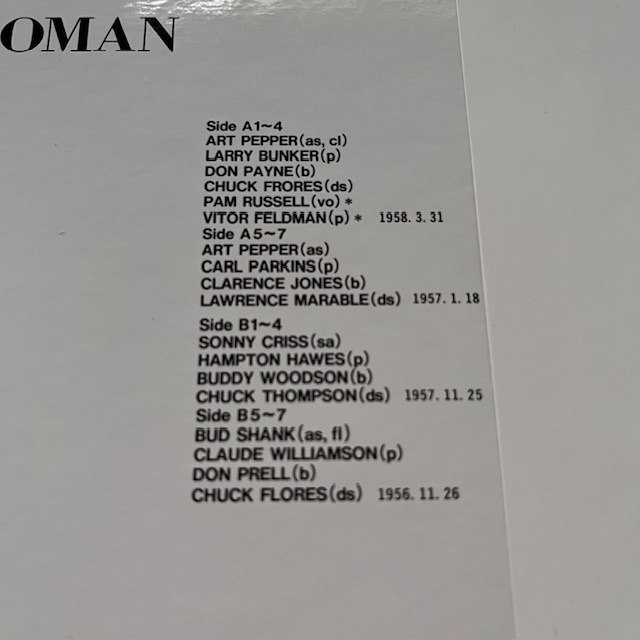 OMAN
Side A1~4
ART PEPPER(as, cl)
LARRY BUNKER(p)
DON PAYNE(b)
CHUCK FRORES(ds)
PAM RUSSELL(vo) *
VITOR FELDMAN(p) * 1958. 3. 31
Side A5~7
ART PEPPER(as)
CARL PARKINS(p)
CLARENCE JONES(b)
LAWRENCE MARABLE(ds) 1957. 1. 18
Side B1~4
SONNY CRISS(sa)
HAMPTON HAWES(p)
BUDDY WOODSON(b)
CHUCK THOMPSON(ds) 1957. 11. 25
Side B5~7
BUD SHANK(as, fl)
CLAUDE WILLIAMSON(p)
DON PRELL(b)
CHUCK FLORES(ds) 1956. 11. 26